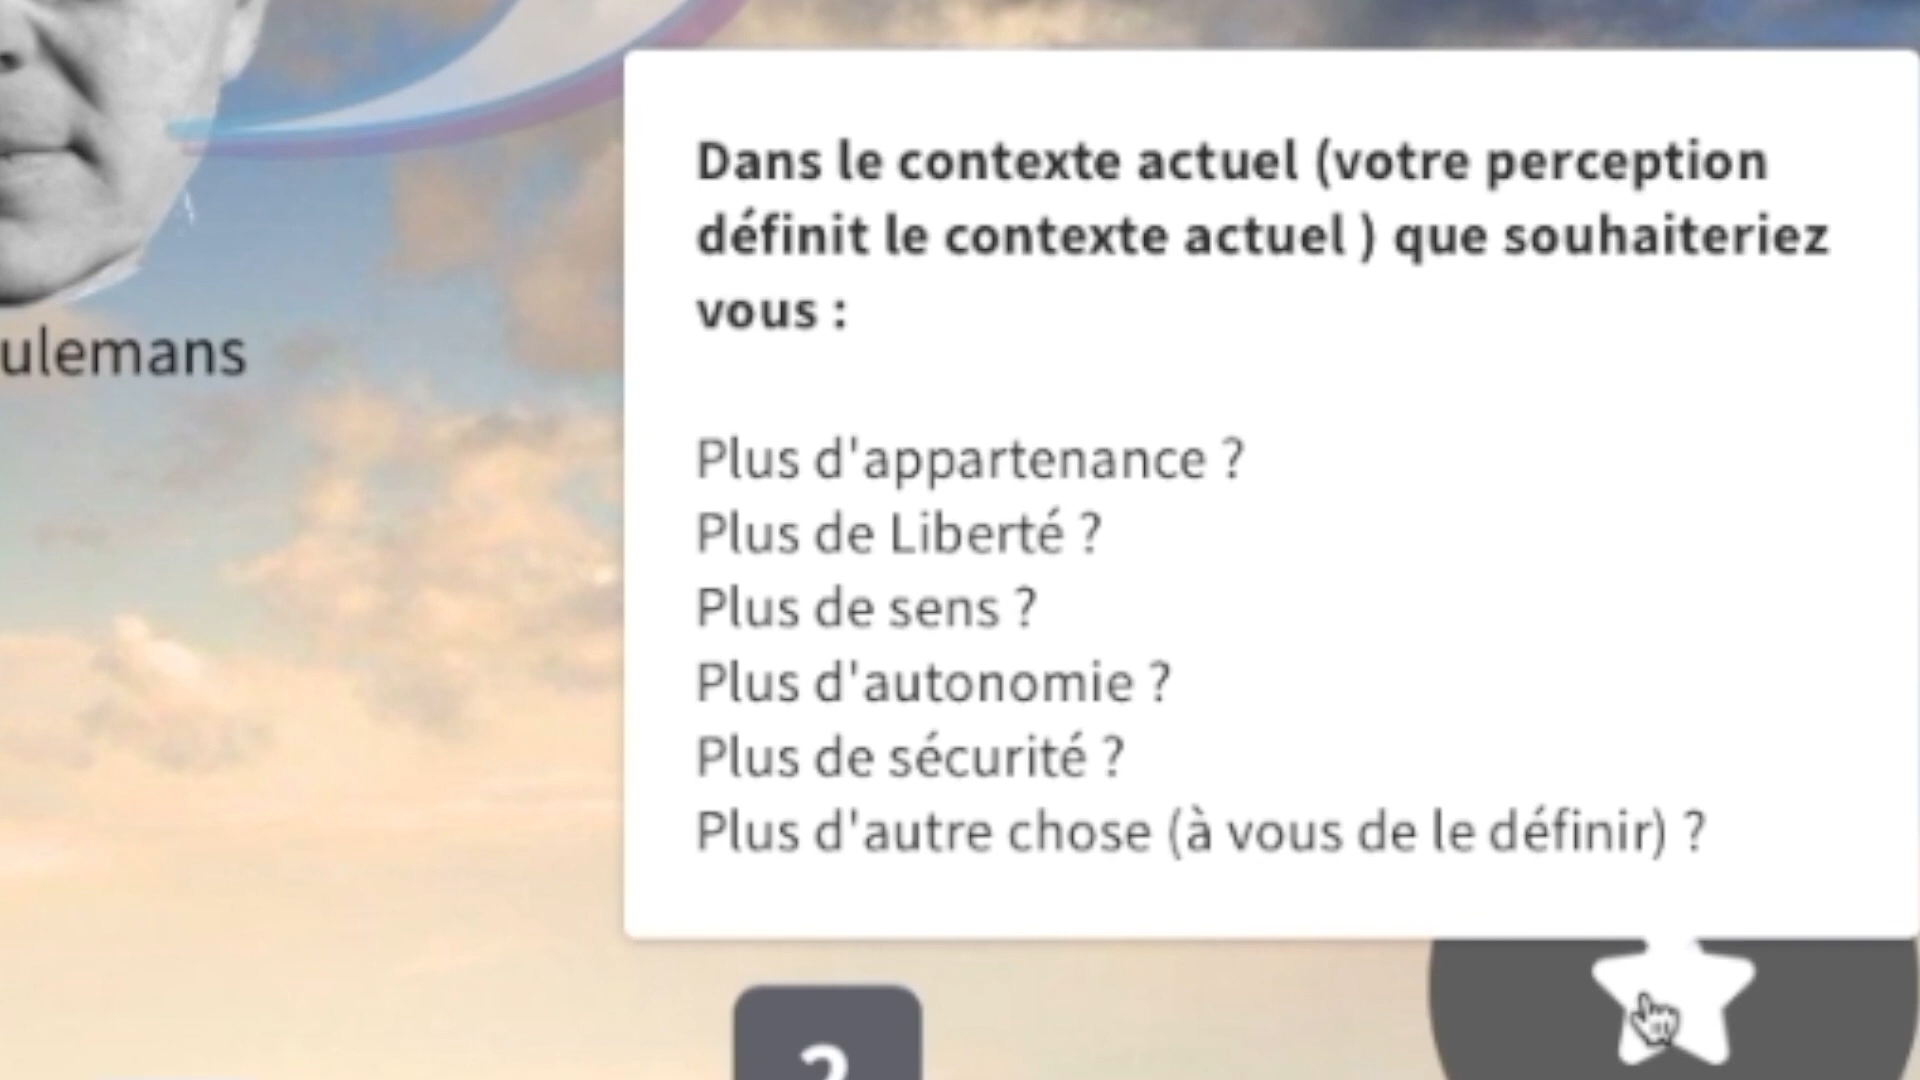 Dans le contexte actuel (votre perception
définit le contexte actuel ) que souhaiteriez
vous :
ulemans
Plus d'appartenance ?
Plus de Liberté ?
Plus de sens ?
Plus d'autonomie ?
Plus de sécurité ?
Plus d'autre chose (à vous de le définir) ?
2